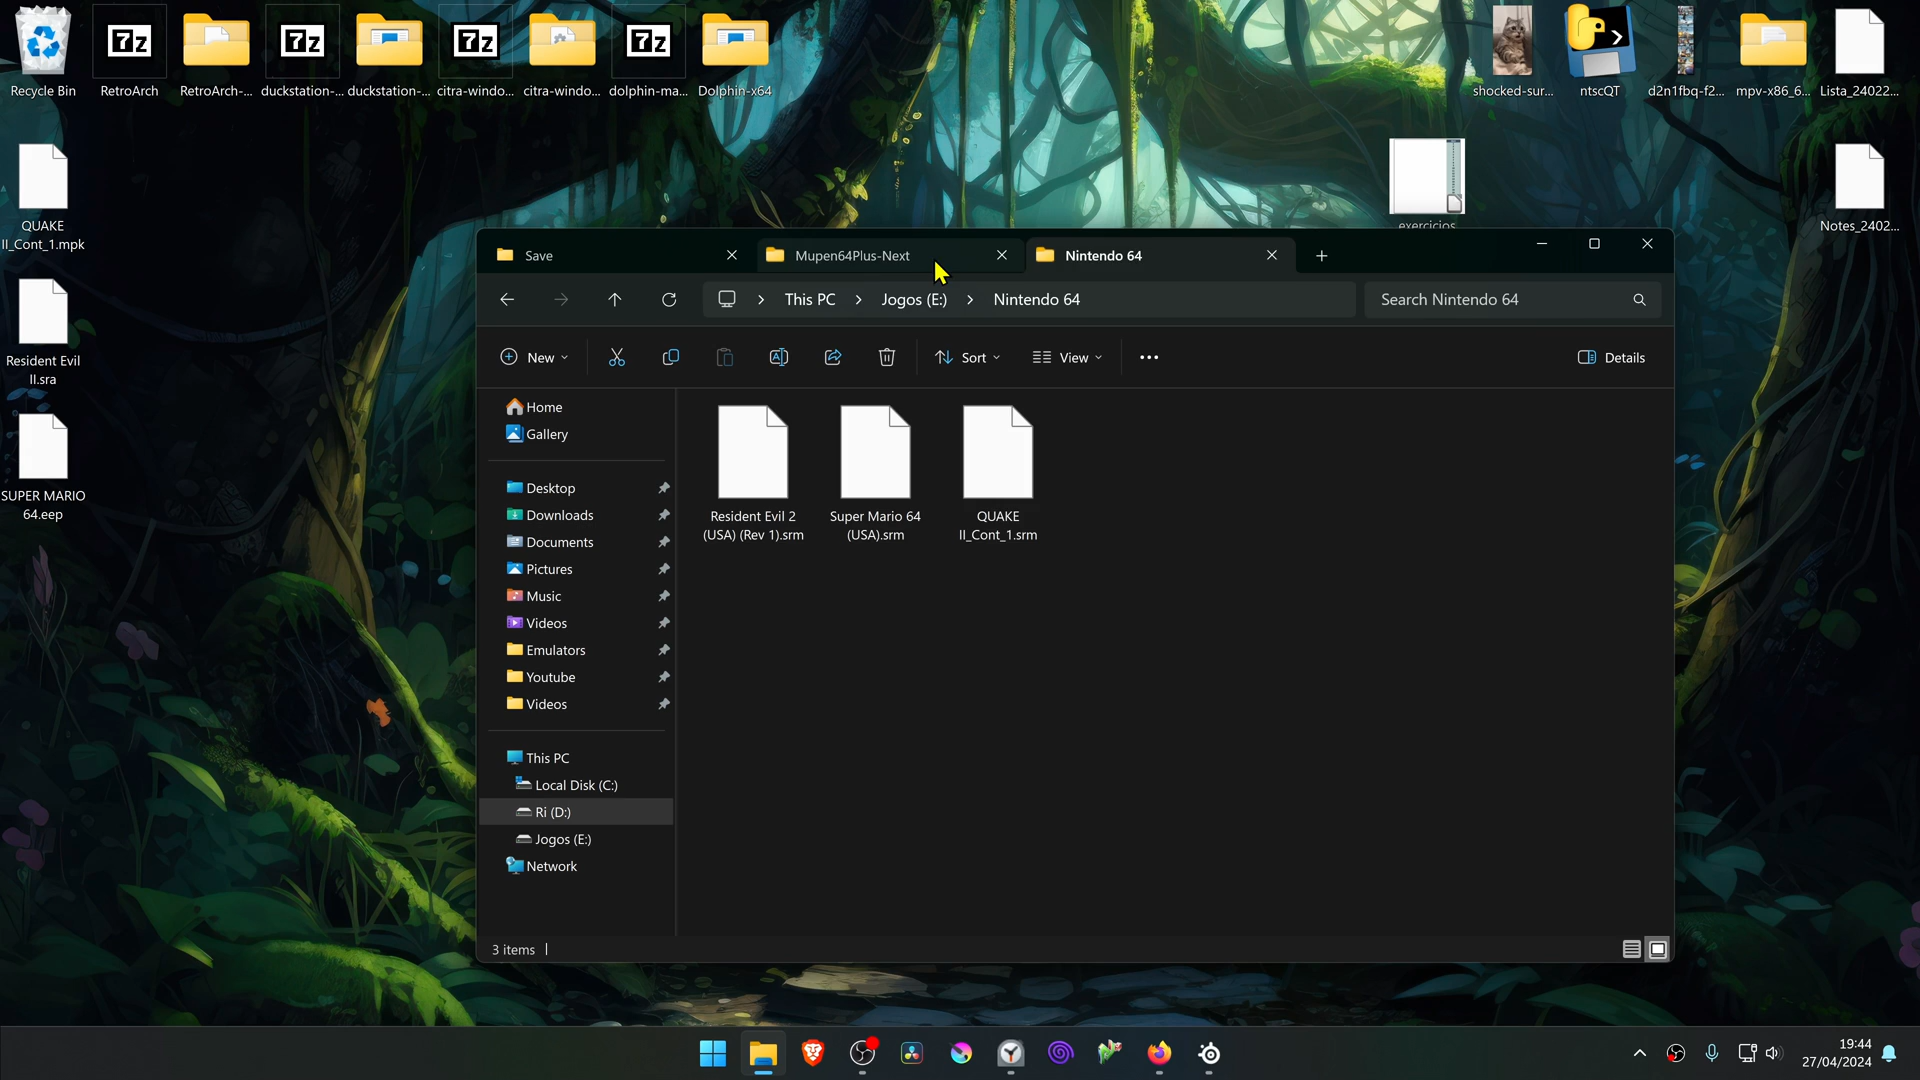 Recycle Bin
RetroArch
RetroArch-...
duckstation-...
duckstation-...
citra-windo...
citra-windo...
dolphin-ma...
Dolphin-x64
shocked-sur...
ntscQT
d2n1fbq-f2...
mpv-x86_6...
Lista_24022...
QUAKE
II_Cont_1.mpk
exercicios
Notes_2402...
Resident Evil
II.sra
SUPER MARIO
64.eep
Save
Mupen64Plus-Next
Nintendo 64
This PC
Jogos (E:)
Nintendo 64
Search Nintendo 64
New
Sort
View
Details
Home
Gallery
Desktop
Downloads
Documents
Pictures
Music
Videos
Emulators
Youtube
Videos
This PC
Local Disk (C:)
Ri (D:)
Jogos (E:)
Network
Resident Evil 2
(USA) (Rev 1).srm
Super Mario 64
(USA).srm
QUAKE
II_Cont_1.srm
3 items
19:44
27/04/2024